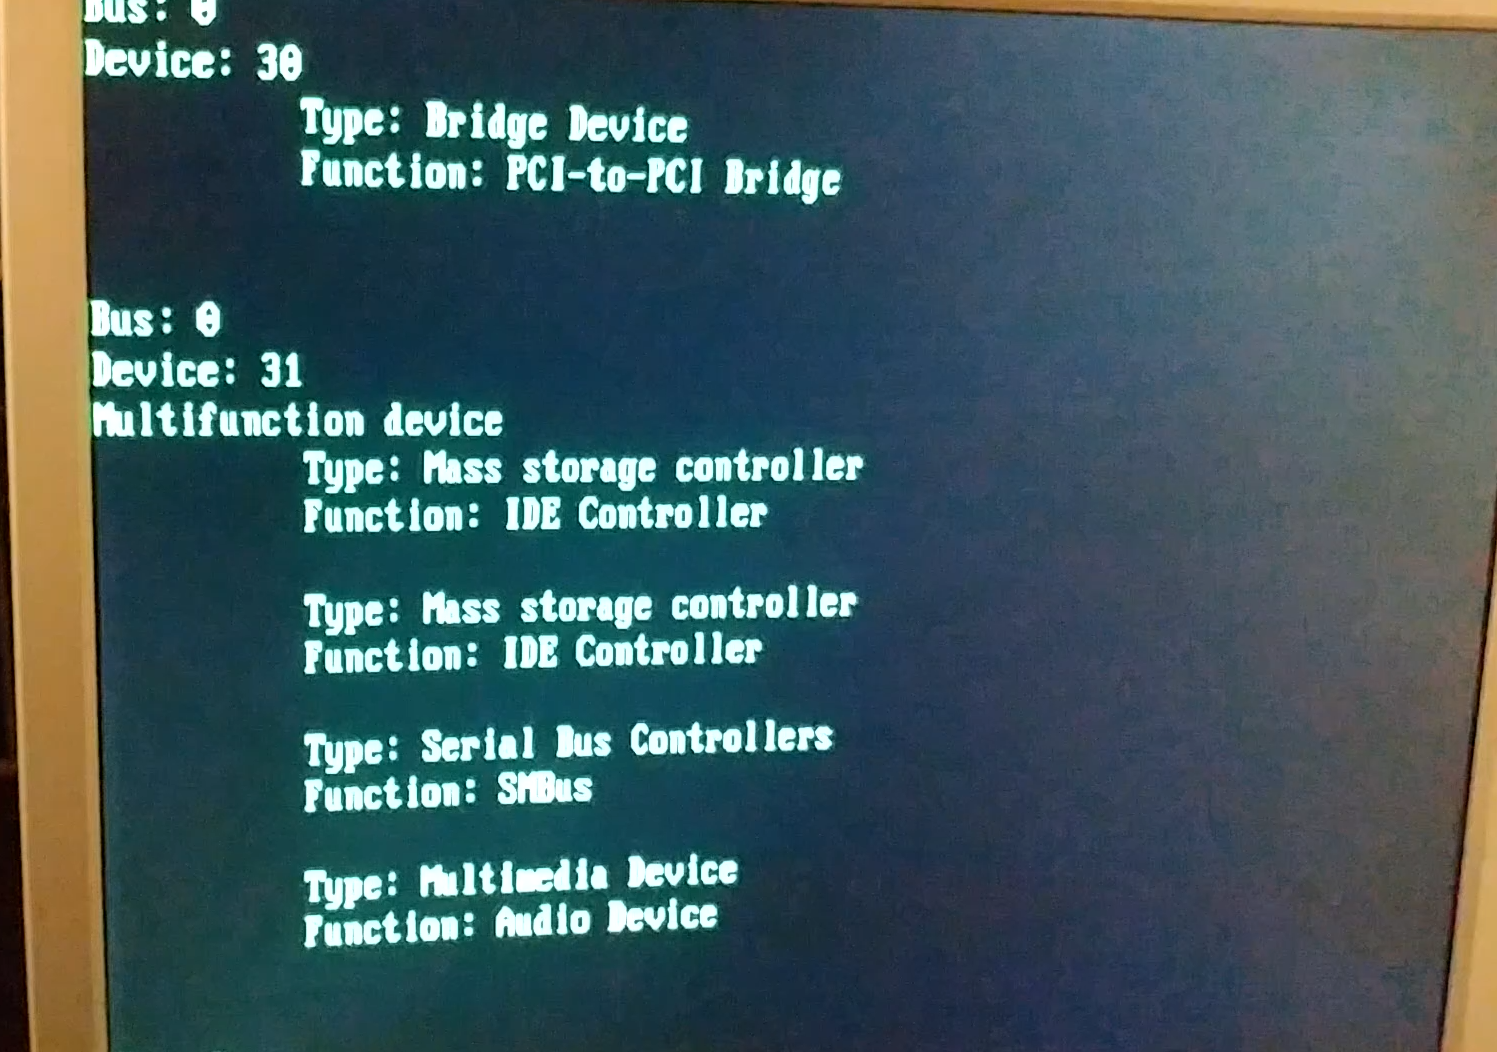 Bus: 0
Device: 30
Type: Bridge Device
Function: PCI-to-PCI Bridge
Bus: 0
Device: 31
Multifunction device
Type: Mass storage controller
Function: IDE Controller
Type: Mass storage controller
Function: IDE Controller
Type: Serial Bus Controllers
Function: SMBus
Type: Multimedia Device
Function: Audio Device